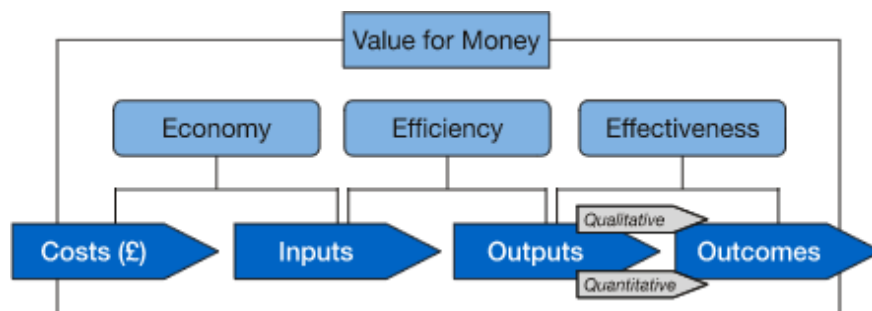 Value for Money
Economy
Efficiency
Effectiveness
Qualitative
Costs (£)
Inputs
Outputs
Outcomes
Quantitative